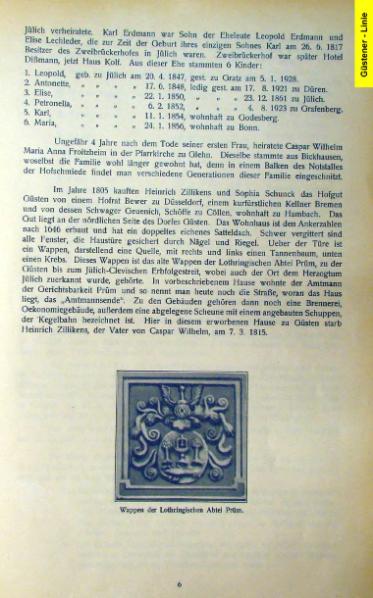 Güstener - Linie
Jülich verheiratete. Karl Erdmann war Sohn der Eheleute Leopold Erdmann und
Elise Lechleder, die zur Zeit der Geburt ihres einzigen Sohnes Karl am 26. 6. 1817
Besitzer des Zweibrückerhofes in Jülich waren. Zweibrückerhof war später Hotel
Dißmann, jetzt Haus Kolf. Aus dieser Ehe stammten 6 Kinder:
1. Leopold, geb. zu Jülich am 20. 4. 1847, gest. zu Gratz am 5. 1. 1928.
2. Antonette, „ „ „ „ 17. 6. 1848, ledig gest. am 17. 8. 1921 zu Düren.
3. Elise, „ „ „ „ 22. 1. 1850, „ „ „ 23. 12 1861 zu Jülich.
4. Petronella, „ „ „ „ 6. 2. 1852, „ „ „ 4. 8. 1923 zu Grafenberg.
5. Karl, „ „ „ „ 11. 1. 1854, wohnhaft zu Godesberg.
6. Maria, „ „ „ „ 24. 1. 1856, wohnhaft zu Bonn.
Ungefähr 4 Jahre nach dem Tode seiner ersten Frau, heiratete Caspar Wilhelm
Maria Anna Froitzheim in der Pfarrkirche zu Glehn. Dieselbe stammte aus Bickhausen,
woselbst die Familie wohl länger gewohnt hat, denn in einem Balken des Notstalles
der Hofschmiede findet man verschiedene Generationen dieser Familie eingeschnitzt.
Im Jahre 1805 kauften Heinrich Zillikens und Sophia Schunck das Hofgut
Güsten von einem Hofrat Bewer zu Düsseldorf, einem kurfürstlichen Kellner Bremen
und von dessen Schwager Geuenich, Schöffe zu Cöllen, wohnhaft zu Hambach. Das
Gut liegt an der nördlichen Seite des Dorfes Güsten. Das Wohnhaus ist den Ankerzahlen
nach 1646 erbaut und hat ein doppeltes eichenes Satteldach. Schwer vergittert sind
alle Fenster, die Haustüre gesichert durch Nägel und Riegel. Ueber der Türe ist
ein Wappen, darstellend eine Quelle, mit rechts und links einen Tannenbaum, unten
einen Krebs. Dieses Wappen ist das alte Wappen der Lothringischen Abtei Prüm, zu der
Güsten bis zum Jülich-Clevischen Erbfolgestreit, wobei auch der Ort dem Herzogtum
Jülich zuerkannt wurde, gehörte. In vorbeschriebenem Hause wohnte der Amtmann
der Gerichtsbarkeit Prüm und so nennt man heute noch die Straße, woran das Haus
liegt, das „Amtmannsende“. Zu den Gebäuden gehören dann noch eine Brennerei,
Oekonomiegebäude, außerdem eine abgelegene Scheune mit einem angebauten Schuppen,
der Kegelbahn bezeichnet ist. Hier in diesem erworbenen Hause zu Güsten starb
Heinrich Zillikens, der Vater von Caspar Wilhelm, am 7. 3. 1815.
Wappen der Lothringischen Abtei Prüm.
6